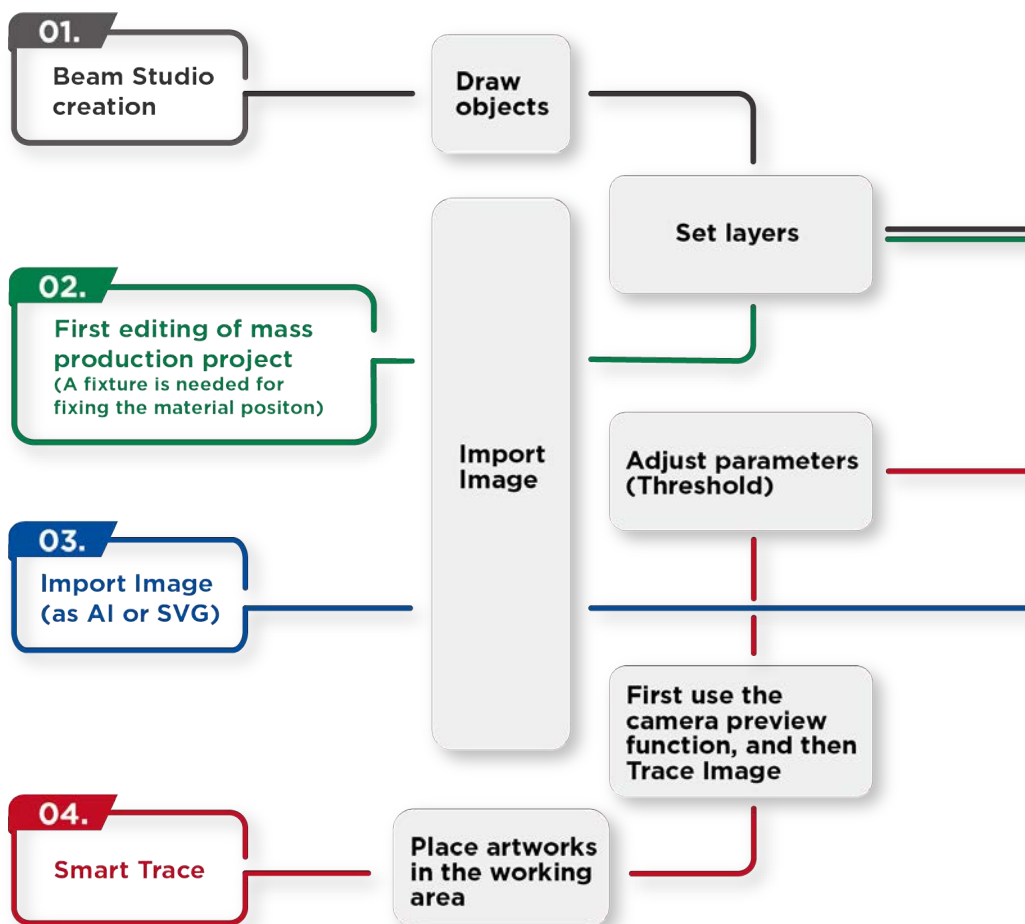 01.
Beam Studio
creation
Draw
objects
Set layers
02.
First editing of mass
production project
(A fixture is needed for
fixing the material positon)
Import
Image
Adjust parameters
(Threshold)
03.
Import Image
(as AI or SVG)
First use the
camera preview
function, and then
Trace Image
04.
Smart Trace
Place artworks
in the working
area